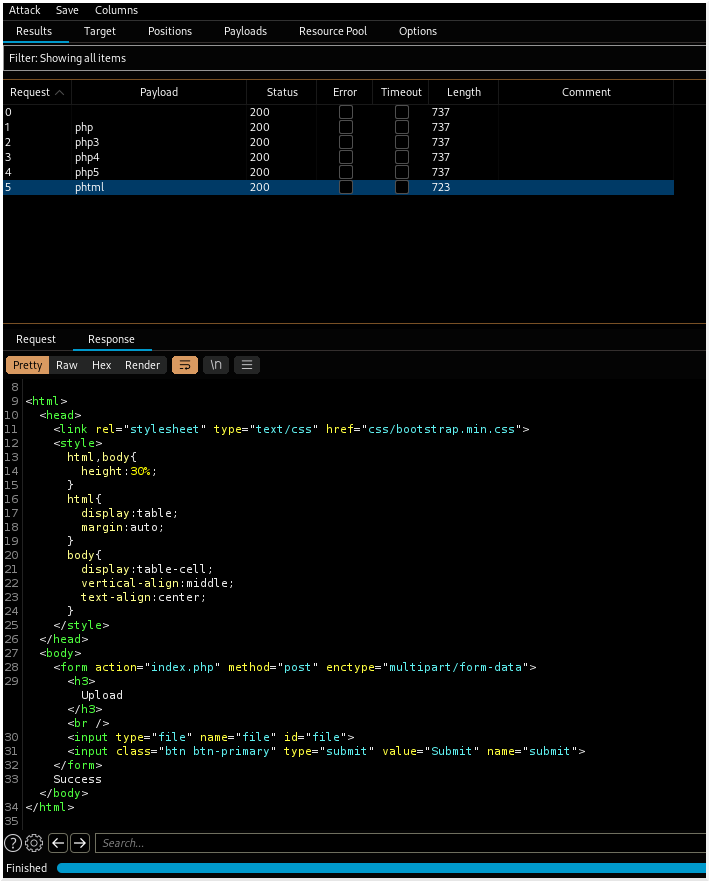 Attack Save Columns
Results Target Positions Payloads Resource Pool Options
Filter: Showing all items
Request Payload Status Error Timeout Length Comment
0 200 737
1 php 200 737
2 php3 200 737
3 php4 200 737
4 php5 200 737
5 phtml 200 723
Request Response
Pretty Raw Hex Render \n
8
9 <html>
10 <head>
11 <link rel="stylesheet" type="text/css" href="css/bootstrap.min.css">
12 <style>
13 html,body{
14 height:30%;
15 }
16 html{
17 display:table;
18 margin:auto;
19 }
20 body{
21 display:table-cell;
22 vertical-align:middle;
23 text-align:center;
24 }
25 </style>
26 </head>
27 <body>
28 <form action="index.php" method="post" enctype="multipart/form-data">
29 <h3>
Upload
</h3>
<br />
30 <input type="file" name="file" id="file">
31 <input class="btn btn-primary" type="submit" value="Submit" name="submit">
32 </form>
33 Success
</body>
34 </html>
35
? Search...
Finished